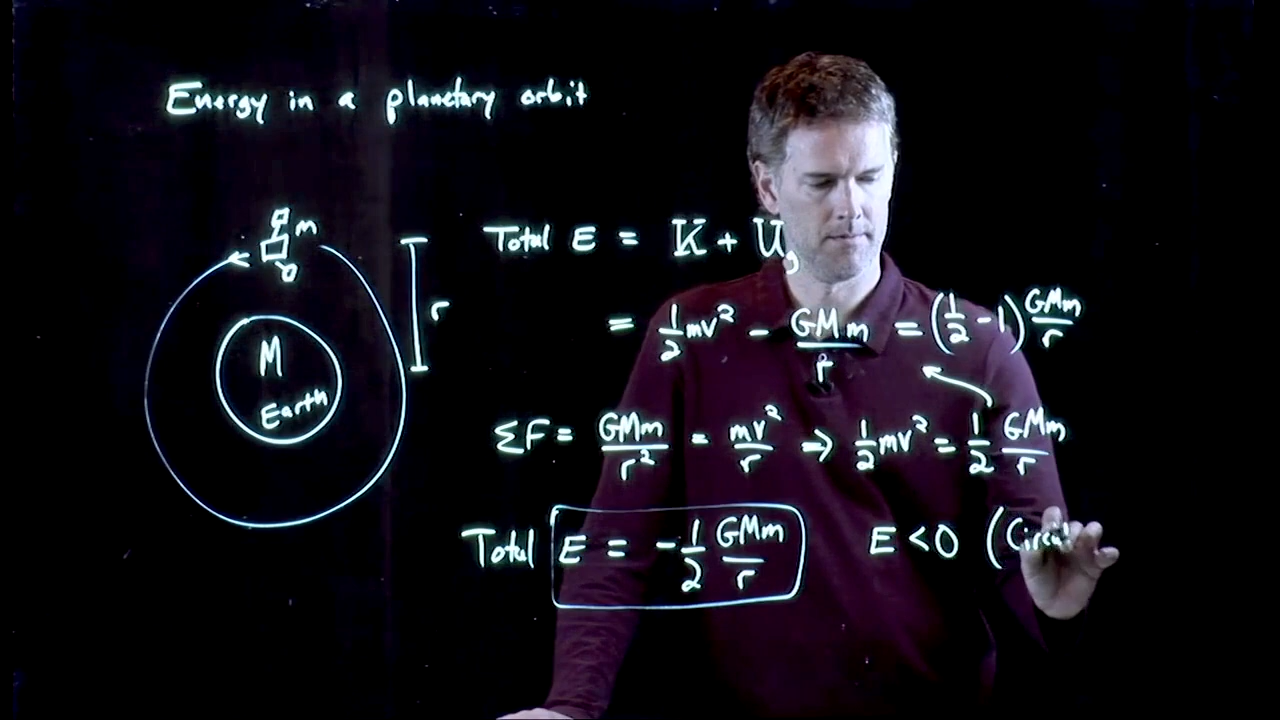 Energy in a planetary orbit
m
M
Earth
r
Total E = K + Ug
= 1/2 mv² - GMm/r = (1/2 - 1) GMm/r
ΣF = GMm/r² = mv²/r ⇒ 1/2 mv² = 1/2 GMm/r
Total E = - 1/2 GMm/r
E < 0 (